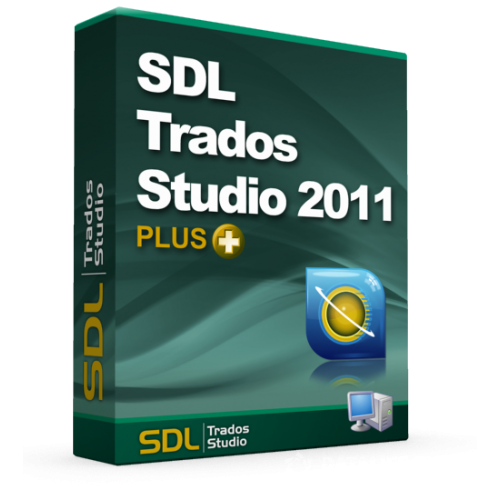 SDL
Trados
Studio 2011
PLUS +
SDL
Trados
Studio
SDL
Trados
Studio